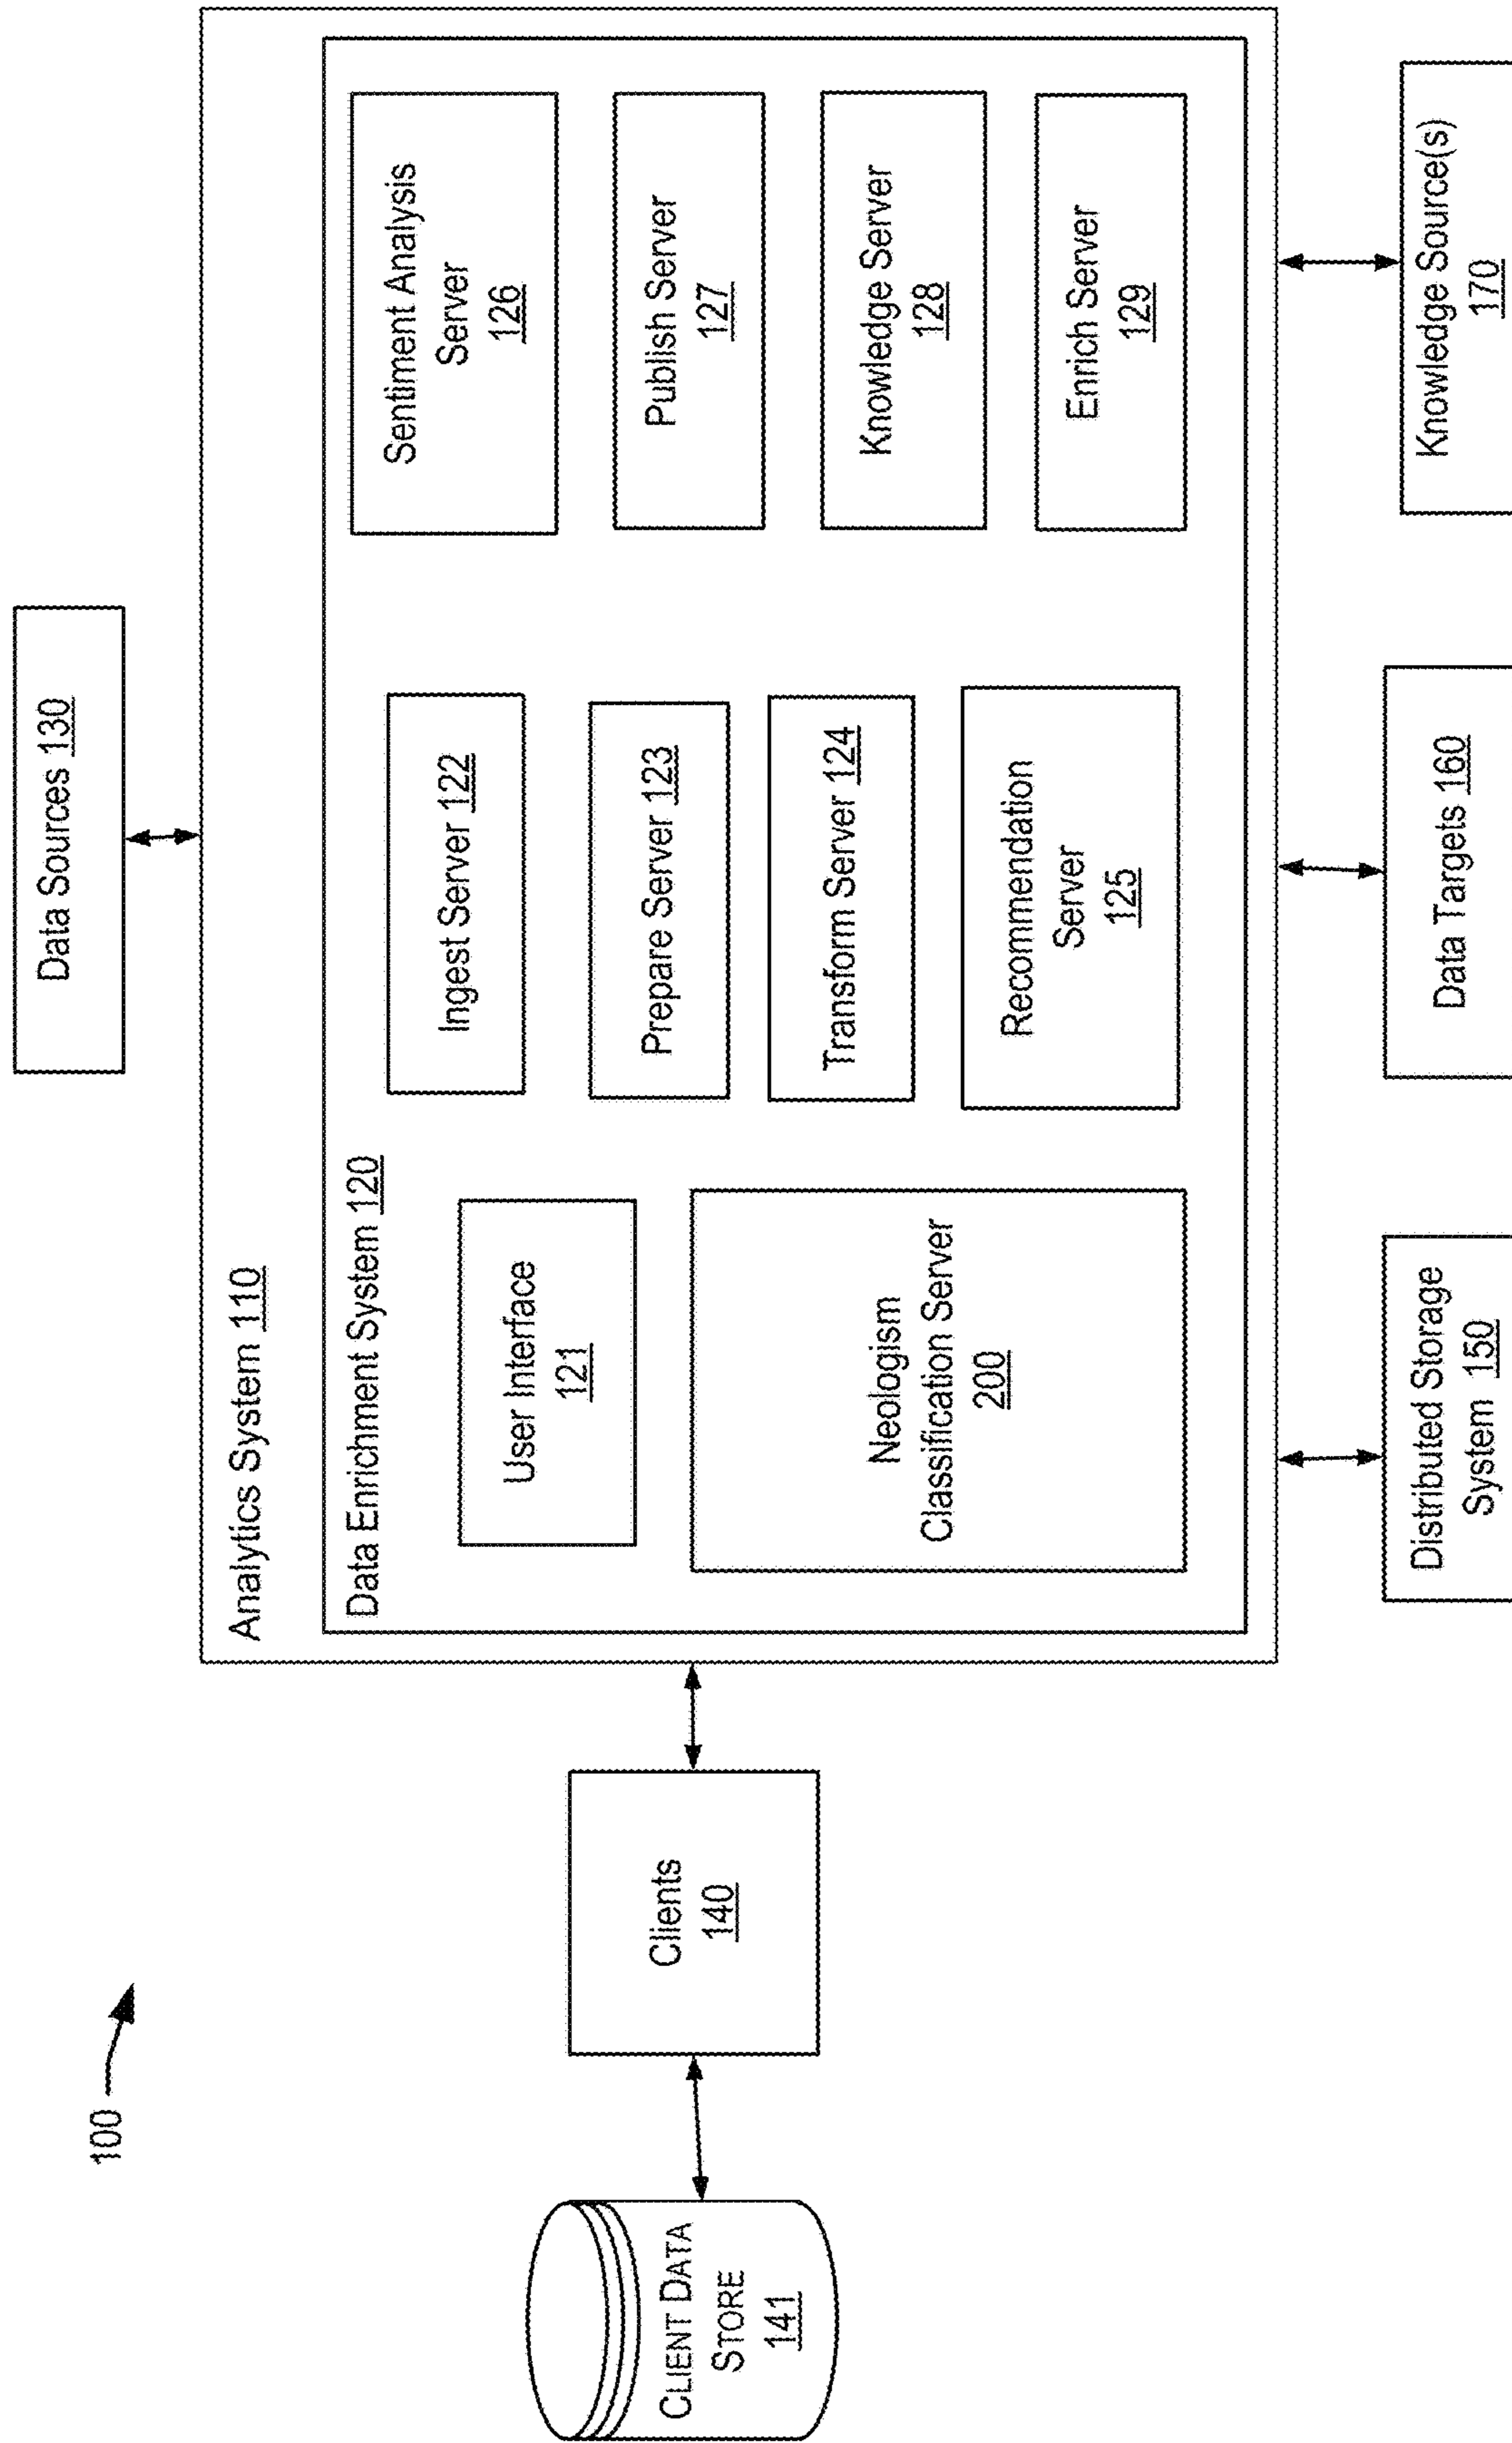 100
Data Sources 130
Analytics System 110
Data Enrichment System 120
User Interface
121
Neologism
Classification Server
200
Ingest Server 122
Prepare Server 123
Transform Server 124
Recommendation
Server
125
Sentiment Analysis
Server
126
Publish Server
127
Knowledge Server
128
Enrich Server
129
Clients
140
CLIENT DATA
STORE
141
Distributed Storage
System 150
Data Targets 160
Knowledge Source(s)
170